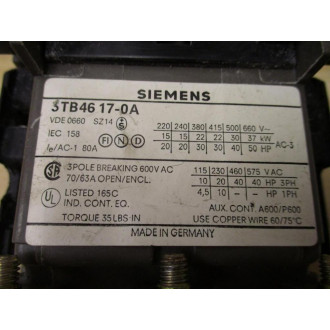 SIEMENS
3TB46 17-0A
VDE 0660 SZ14
IEC 158
FI N D
Ie/AC-1 80A
220 240 380 415 500 660 V~
15 15 22 22 30 37 kW AC-3
20 20 30 30 40 50 HP
3POLE BREAKING 600V AC
70/63A OPEN/ENCL.
115 230 460 575 V AC
10 20 40 40 HP 3PH
4,5 10 – – HP 1PH
LISTED 165C
IND. CONT. EQ.
AUX. CONT. A600/P600
TORQUE 35 LBS·IN
USE COPPER WIRE 60/75°C
MADE IN GERMANY